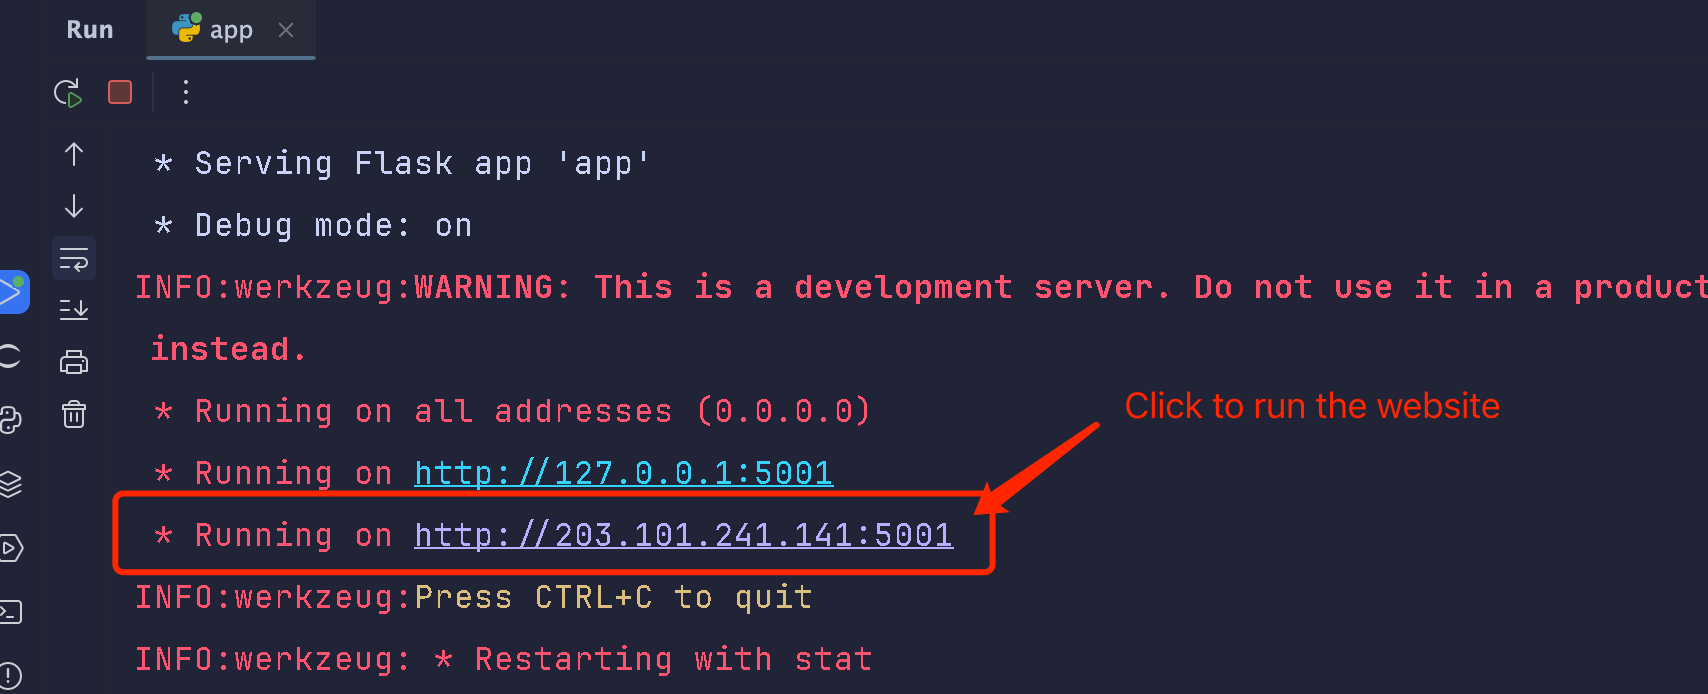 Run
app
* Serving Flask app 'app'
* Debug mode: on
INFO:werkzeug:WARNING: This is a development server. Do not use it in a product
instead.
* Running on all addresses (0.0.0.0)
Click to run the website
* Running on http://127.0.0.1:5001
* Running on http://203.101.241.141:5001
INFO:werkzeug:Press CTRL+C to quit
INFO:werkzeug: * Restarting with stat